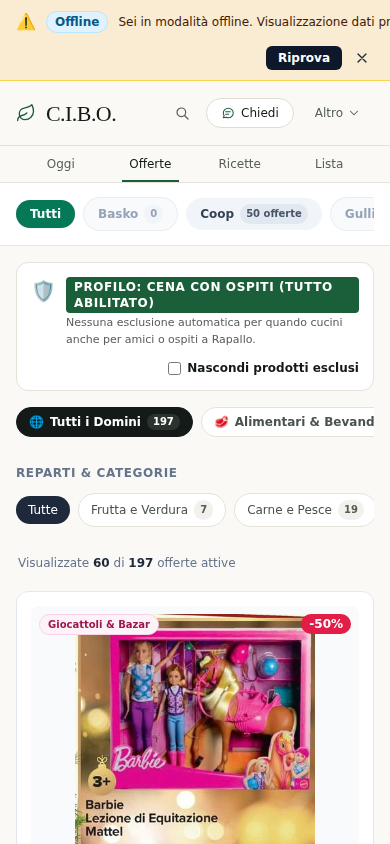 Offline Sei in modalità offline. Visualizzazione dati
Riprova
C.I.B.O.
Chiedi
Altro
Oggi
Offerte
Ricette
Lista
Tutti
Basko 0
Coop 50 offerte
Gulli
PROFILO: CENA CON OSPITI (TUTTO
ABILITATO)
Nessuna esclusione automatica per quando cucini
anche per amici o ospiti a Rapallo.
Nascondi prodotti esclusi
Tutti i Domini 197
Alimentari & Bevand
REPARTI & CATEGORIE
Tutte
Frutta e Verdura 7
Carne e Pesce 19
Visualizzate 60 di 197 offerte attive
Giocattoli & Bazar
-50%
Barbie
3+
Barbie
Lezione di Equitazione
Mattel